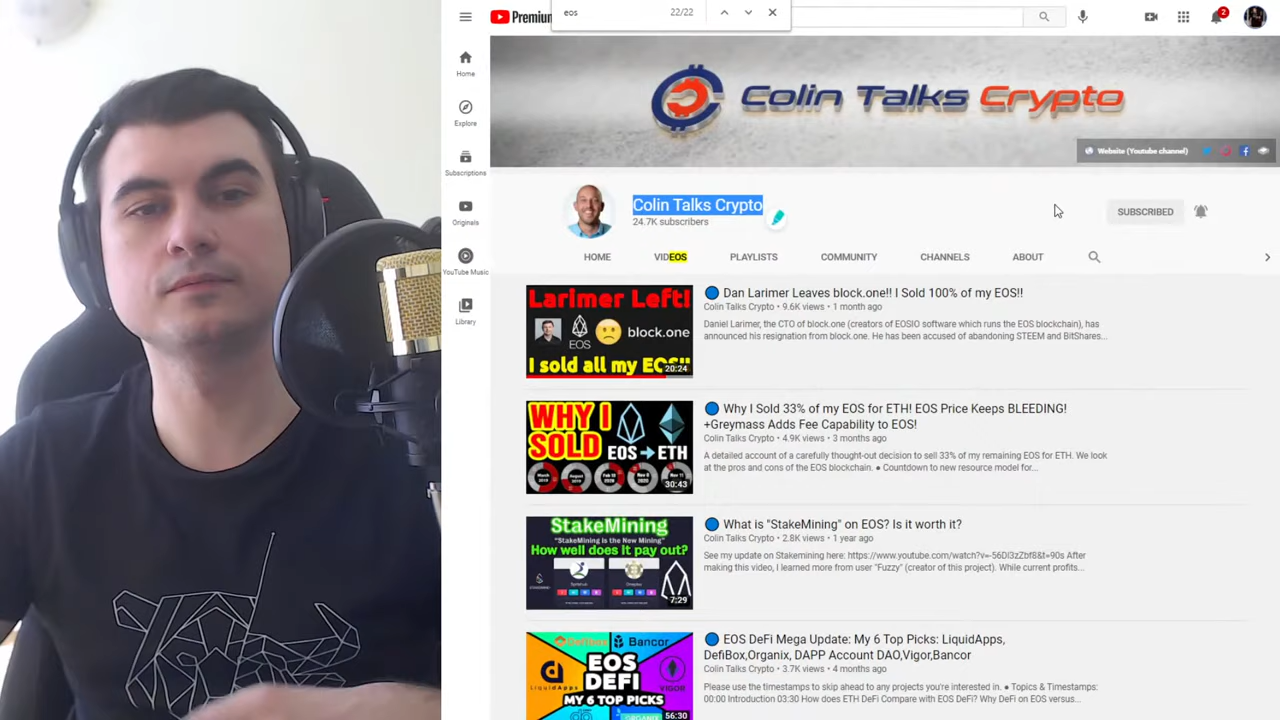 eos
22/22
Premium
2
Home
Explore
Subscriptions
Originals
YouTube Music
Library
Colin Talks Crypto
Website (Youtube channel)
Colin Talks Crypto
24.7K subscribers
SUBSCRIBED
HOME
VIDEOS
PLAYLISTS
COMMUNITY
CHANNELS
ABOUT
Larimer Left!
EOS
block.one
I sold all my EOS!!
20:24
Dan Larimer Leaves block.one!! I Sold 100% of my EOS!!
Colin Talks Crypto • 9.6K views • 1 month ago
Daniel Larimer, the CTO of block.one (creators of EOSIO software which runs the EOS blockchain), has
announced his resignation from block.one. He has been accused of abandoning STEEM and BitShares...
WHY I
SOLD
EOS→ETH
30:43
Why I Sold 33% of my EOS for ETH! EOS Price Keeps BLEEDING!
+Greymass Adds Fee Capability to EOS!
Colin Talks Crypto • 4.9K views • 3 months ago
A detailed account of a carefully thought-out decision to sell 33% of my remaining EOS for ETH. We look
at the pros and cons of the EOS blockchain. ● Countdown to new resource model for...
StakeMining
"StakeMining is the New Mining"
How well does it pay out?
7:29
What is "StakeMining" on EOS? Is it worth it?
Colin Talks Crypto • 2.8K views • 1 year ago
See my update on Stakemining here: https://www.youtube.com/watch?v=-56DI3zZbf8&t=90s After
making this video, I learned more from user "Fuzzy" (creator of this project). While current profits...
DefiBox
Bancor
EOS
DEFI
LiquidApps
VIGOR
MY 6 TOP PICKS
56:30
EOS DeFi Mega Update: My 6 Top Picks: LiquidApps,
DefiBox,Organix, DAPP Account DAO,Vigor,Bancor
Colin Talks Crypto • 3.7K views • 4 months ago
Please use the timestamps to skip ahead to any projects you're interested in. ● Topics & Timestamps:
00:00 Introduction 03:30 How does ETH DeFi Compare with EOS DeFi? Why DeFi on EOS versus...